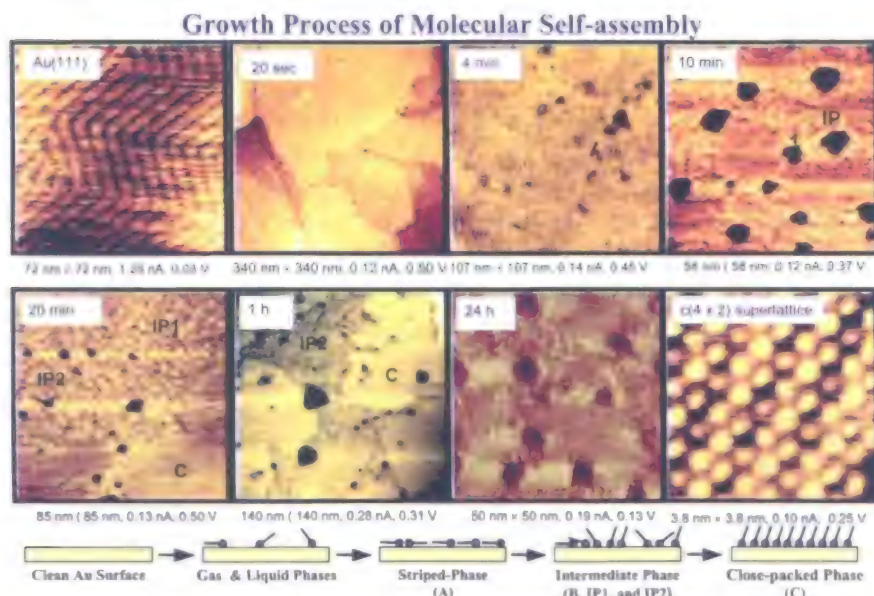 Growth Process of Molecular Self-assembly
Au(111)
20 sec
4 min
10 min
IP
1
72 nm × 72 nm, 1.28 nA, 0.03 V
340 nm × 340 nm, 0.12 nA, 0.50 V
107 nm × 107 nm, 0.14 nA, 0.45 V
58 nm ( 58 nm, 0.12 nA, 0.37 V
20 min
IP1
IP2
C
1 h
IP2
C
24 h
c(4 x 2) superlattice
85 nm ( 85 nm, 0.13 nA, 0.50 V
140 nm ( 140 nm, 0.28 nA, 0.31 V
50 nm × 50 nm, 0.19 nA, 0.13 V
3.8 nm × 3.8 nm, 0.10 nA, 0.25 V
Clean Au Surface
Gas & Liquid Phases
Striped-Phase
(A)
Intermediate Phase
(B, IP1, and IP2)
Close-packed Phase
(C)